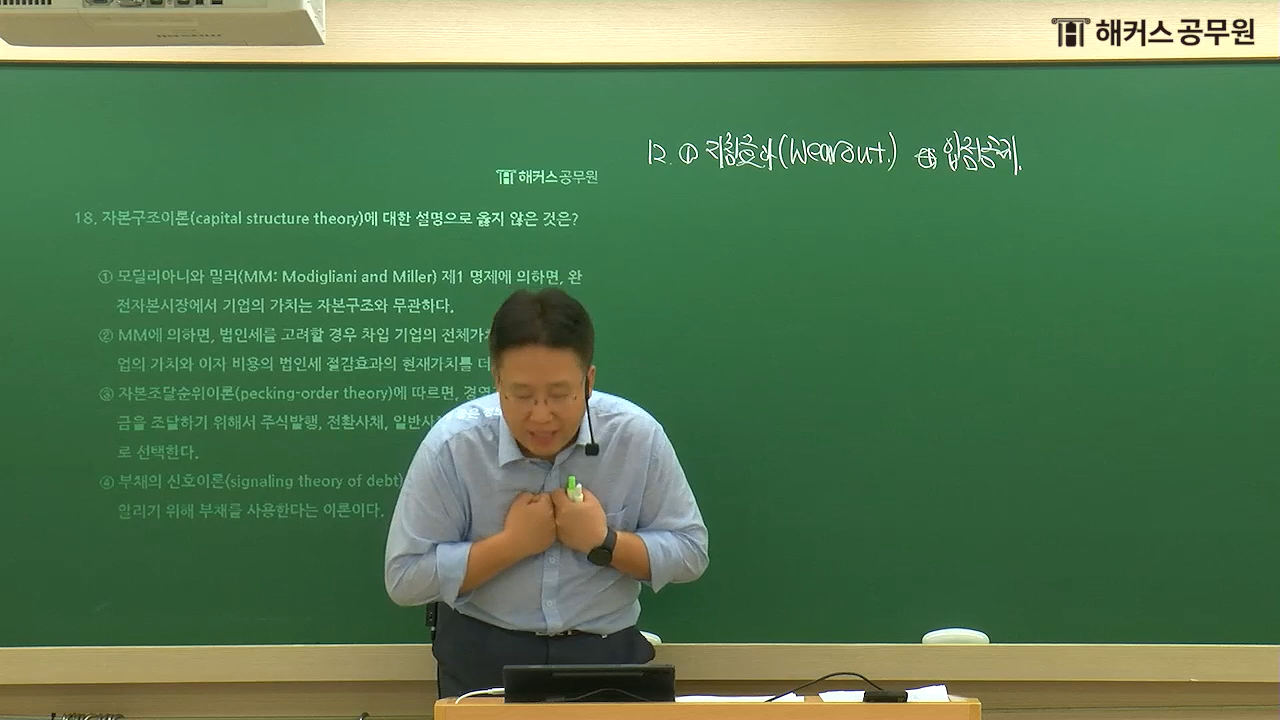 해커스공무원
12. ① 지침효과(Wearout.) ④ 입점공제.
해커스공무원
18. 자본구조이론(capital structure theory)에 대한 설명으로 옳지 않은 것은?
① 모딜리아니와 밀러(MM: Modigliani and Miller) 제1 명제에 의하면, 완
전자본시장에서 기업의 가치는 자본구조와 무관하다.
② MM에 의하면, 법인세를 고려할 경우 차입 기업의 전체가
업의 가치와 이자 비용의 법인세 절감효과의 현재가치를 더
③ 자본조달순위이론(pecking-order theory)에 따르면, 경영
금을 조달하기 위해서 주식발행, 전환사채, 일반사
로 선택한다.
④ 부채의 신호이론(signaling theory of debt)
알리기 위해 부채를 사용한다는 이론이다.